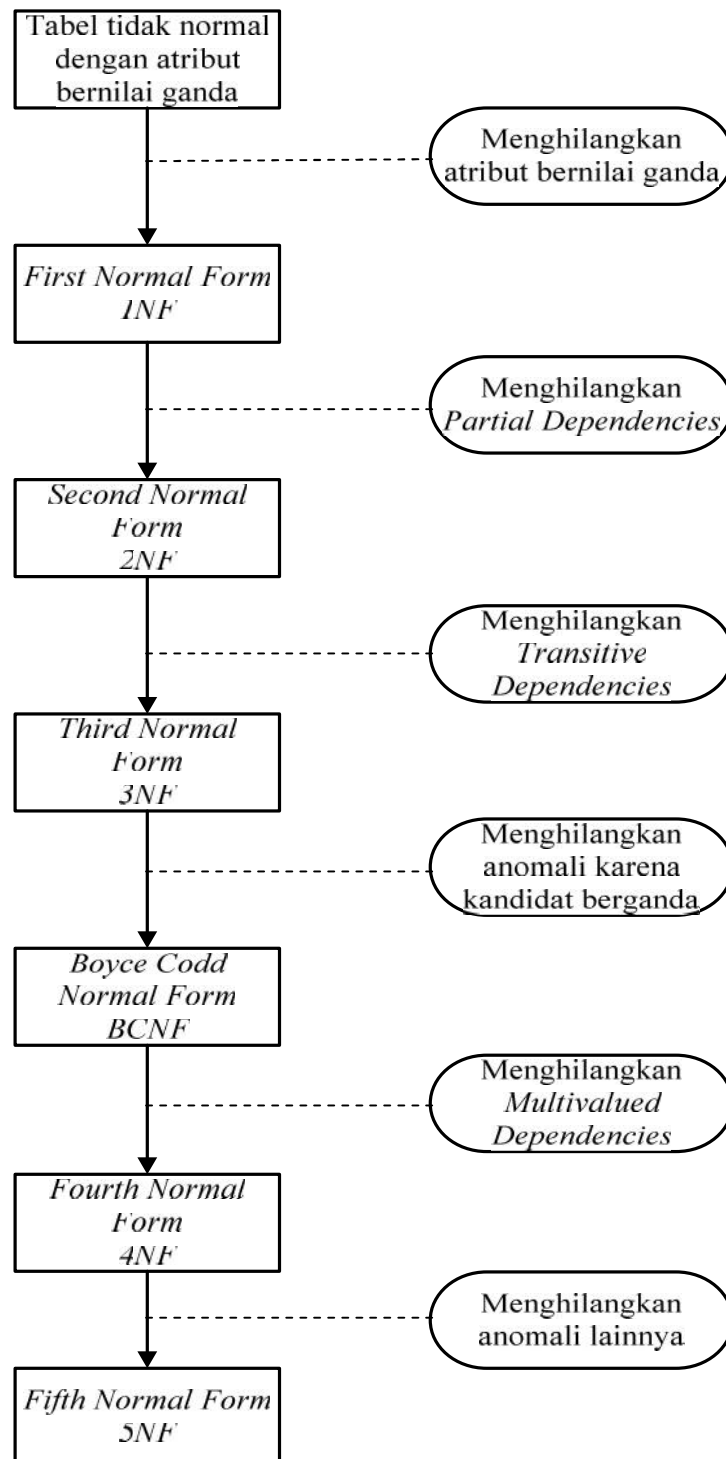 Tabel tidak normal
dengan atribut
bernilai ganda
Menghilangkan
atribut bernilai ganda
First Normal Form
1NF
Menghilangkan
Partial Dependencies
Second Normal
Form
2NF
Menghilangkan
Transitive
Dependencies
Third Normal
Form
3NF
Menghilangkan
anomali karena
kandidat berganda
Boyce Codd
Normal Form
BCNF
Menghilangkan
Multivalued
Dependencies
Fourth Normal
Form
4NF
Menghilangkan
anomali lainnya
Fifth Normal Form
5NF